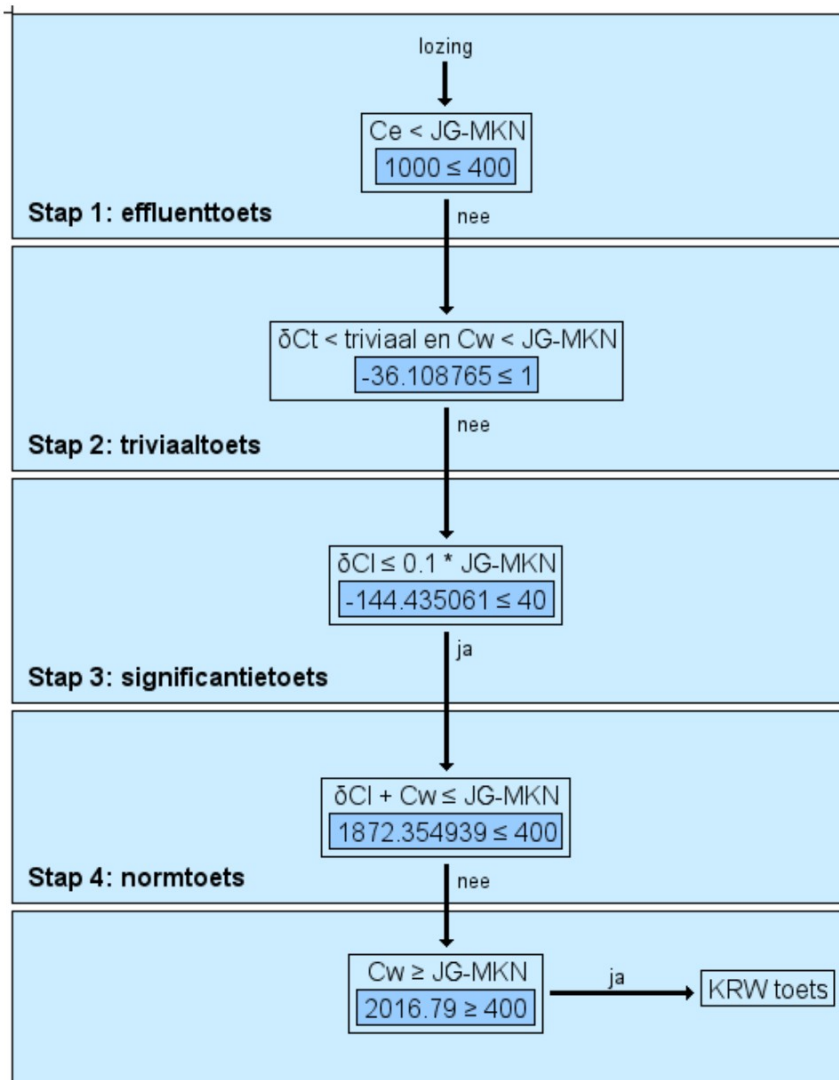 lozing
Ce < JG-MKN
1000 ≤ 400
Stap 1: effluenttoets
nee
δCt < triviaal en Cw < JG-MKN
-36.108765 ≤ 1
Stap 2: triviaaltoets
nee
δCl ≤ 0.1 * JG-MKN
-144.435061 ≤ 40
Stap 3: significantietoets
ja
δCl + Cw ≤ JG-MKN
1872.354939 ≤ 400
Stap 4: normtoets
nee
Cw ≥ JG-MKN
2016.79 ≥ 400
ja
KRW toets